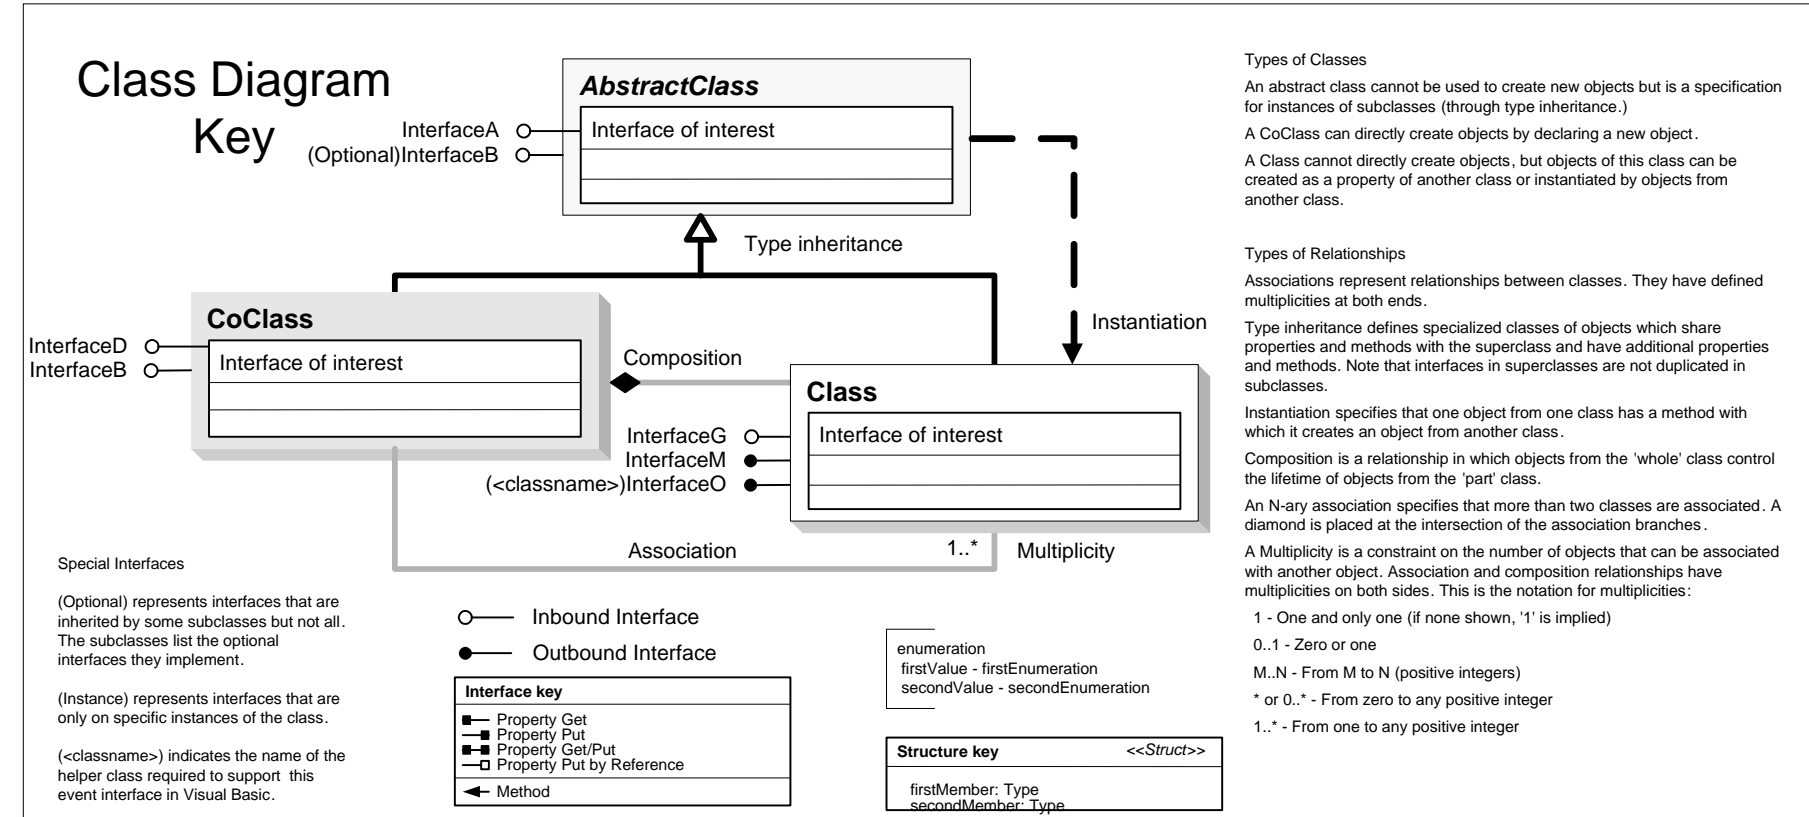 Class Diagram
Key
AbstractClass
Interface of interest
InterfaceA
(Optional)InterfaceB
Type inheritance
CoClass
Interface of interest
InterfaceD
InterfaceB
Composition
Instantiation
Class
Interface of interest
InterfaceG
InterfaceM
(<classname>)InterfaceO
Association
1..*
Multiplicity
Special Interfaces
(Optional) represents interfaces that are
inherited by some subclasses but not all.
The subclasses list the optional
interfaces they implement.
(Instance) represents interfaces that are
only on specific instances of the class.
(<classname>) indicates the name of the
helper class required to support this
event interface in Visual Basic.
Inbound Interface
Outbound Interface
Interface key
Property Get
Property Put
Property Get/Put
Property Put by Reference
Method
enumeration
firstValue - firstEnumeration
secondValue - secondEnumeration
Structure key <<Struct>>
firstMember: Type
secondMember: Type
Types of Classes
An abstract class cannot be used to create new objects but is a specification
for instances of subclasses (through type inheritance.)
A CoClass can directly create objects by declaring a new object.
A Class cannot directly create objects, but objects of this class can be
created as a property of another class or instantiated by objects from
another class.
Types of Relationships
Associations represent relationships between classes. They have defined
multiplicities at both ends.
Type inheritance defines specialized classes of objects which share
properties and methods with the superclass and have additional properties
and methods. Note that interfaces in superclasses are not duplicated in
subclasses.
Instantiation specifies that one object from one class has a method with
which it creates an object from another class.
Composition is a relationship in which objects from the 'whole' class control
the lifetime of objects from the 'part' class.
An N-ary association specifies that more than two classes are associated. A
diamond is placed at the intersection of the association branches.
A Multiplicity is a constraint on the number of objects that can be associated
with another object. Association and composition relationships have
multiplicities on both sides. This is the notation for multiplicities:
1 - One and only one (if none shown, '1' is implied)
0..1 - Zero or one
M..N - From M to N (positive integers)
* or 0..* - From zero to any positive integer
1..* - From one to any positive integer